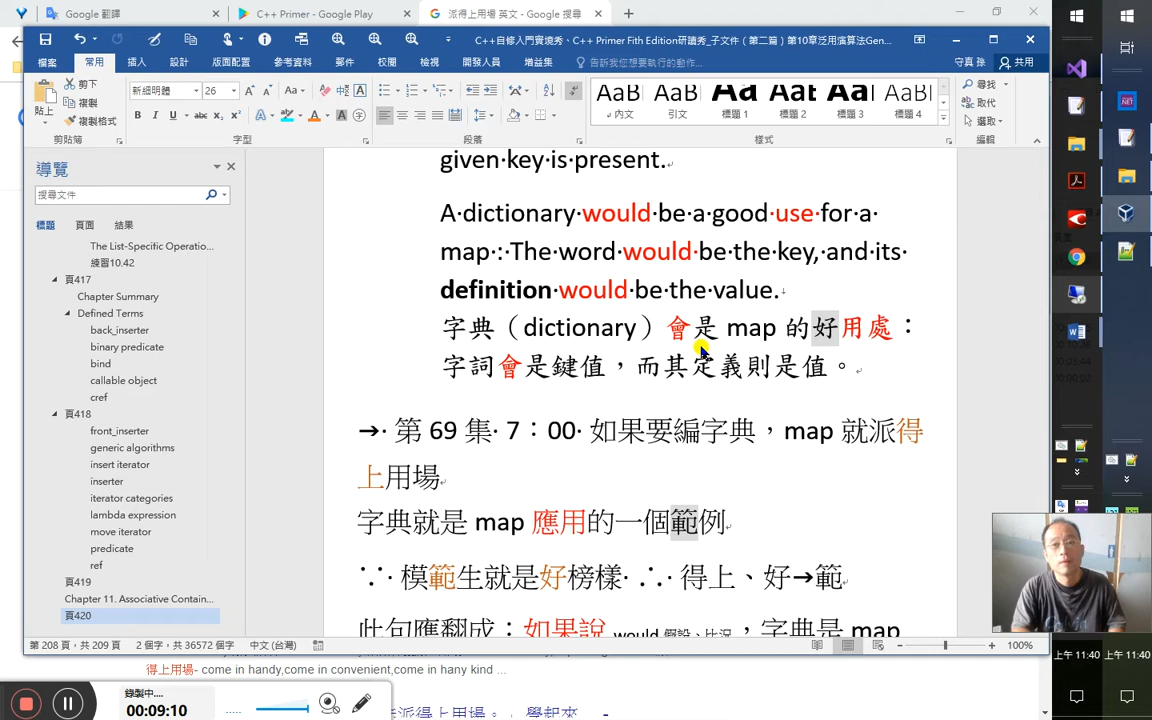 Google 翻譯
C++ Primer - Google Play
派得上用場 英文 - Google 搜尋
C++自修入門實境秀、C++ Primer Fith Edition研讀秀_子文件（第二篇）第10章泛用演算法Gen...
檔案
常用
插入
設計
版面配置
參考資料
郵件
校閱
檢視
開發人員
增益集
告訴我您想要執行的動作...
守真 孫
共用
貼上
剪下
複製
複製格式
新細明體
26
剪貼簿
字型
段落
AaB
內文
AaB
引文
Aa
標題 1
Aat
標題 2
Aal
標題 3
AaBl
標題 4
樣式
尋找
取代
選取
編輯
導覽
搜尋文件
標題
頁面
結果
The List-Specific Operatio...
練習10.42
頁417
Chapter Summary
Defined Terms
back_inserter
binary predicate
bind
callable object
cref
頁418
front_inserter
generic algorithms
insert iterator
inserter
iterator categories
lambda expression
move iterator
predicate
ref
頁419
Chapter 11. Associative Contain...
頁420
given·key·is·present.
A·dictionary·would·be·a·good·use·for·a·
map·:·The·word·would·be·the·key,·and·its·
definition·would·be·the·value.
字典（dictionary）會是 map 的好用處：
字詞會是鍵值，而其定義則是值。
→· 第 69 集· 7：00· 如果要編字典，map 就派得
上用場
字典就是 map 應用的一個範例
∵· 模範生就是好榜樣· ∴· 得上、好→範
此句應翻成：如果說 would 假設、比況，字典是 map
第 208 頁，共 209 頁
2 個字，共 36572 個字
中文 (台灣)
100%
得上用場- come in handy,come in convenient,come in hany kind ...
錄製中...
00:09:10
派得上用場。」學起來
上午 11:40
上午 11:40